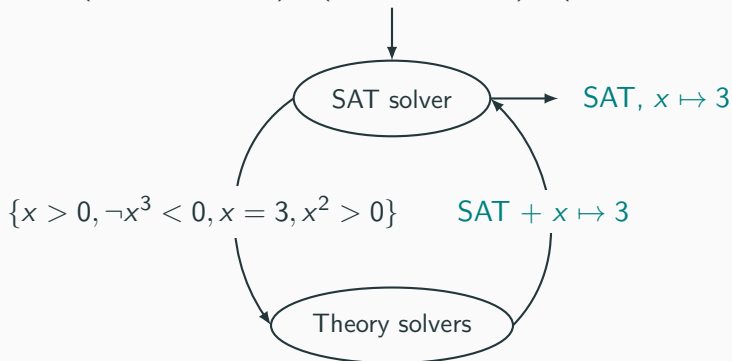 SAT solver
SAT, x ↦ 3
{x > 0, ¬x³ < 0, x = 3, x² > 0}
SAT + x ↦ 3
Theory solvers